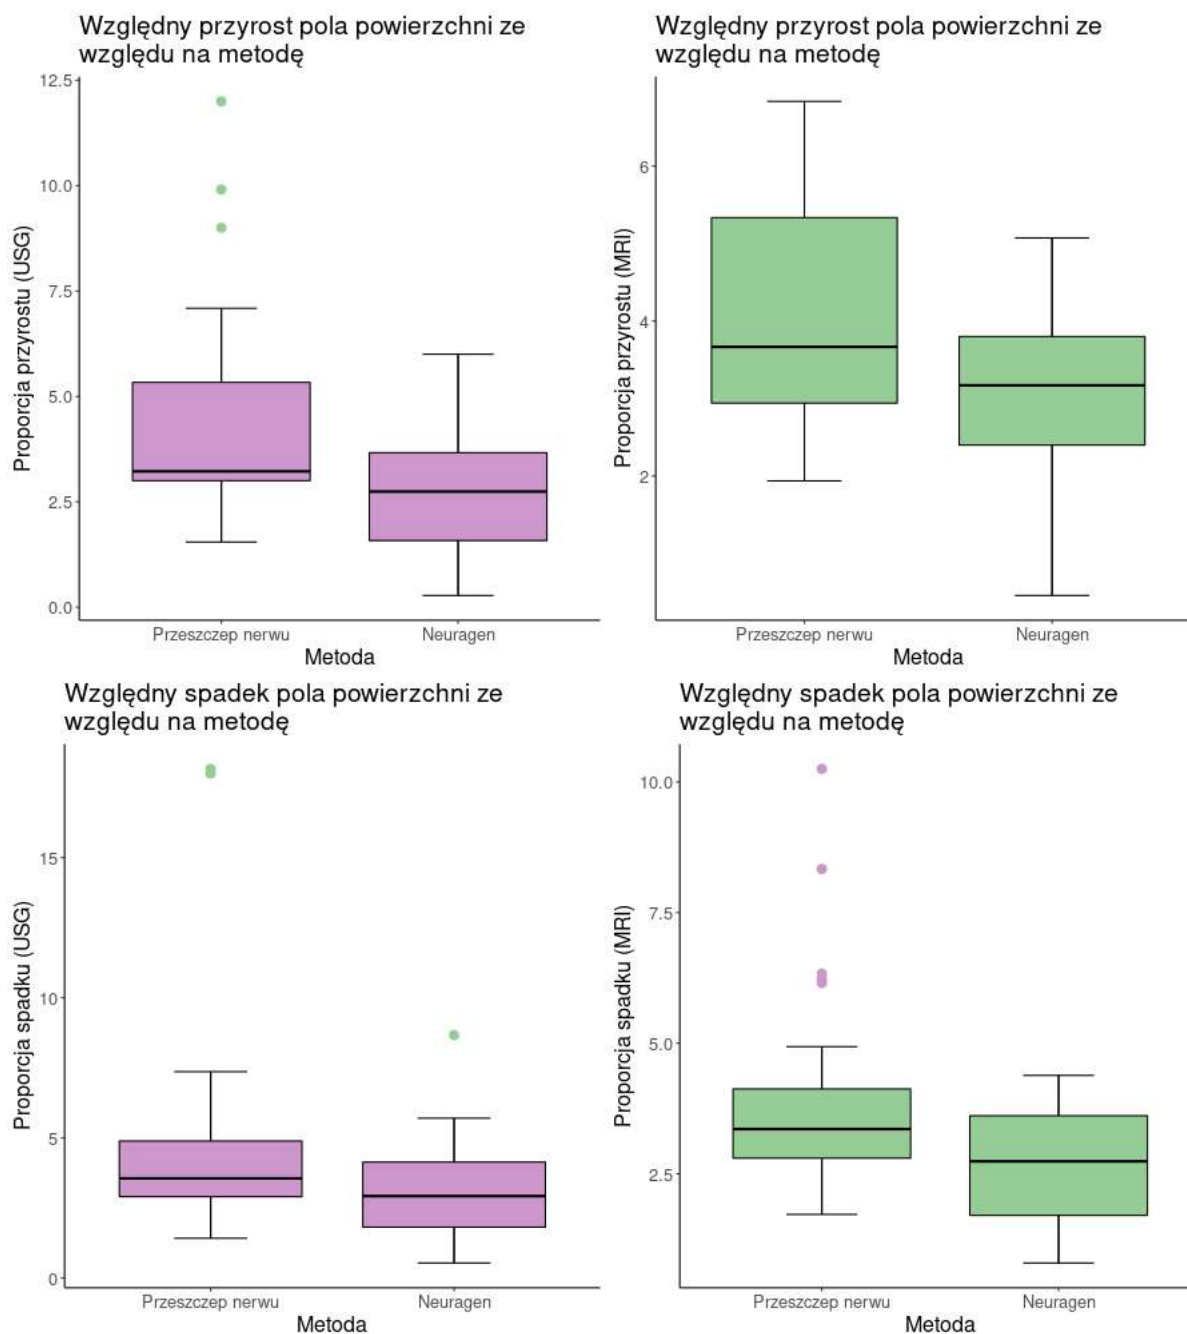 Względny przyrost pola powierzchni ze
względu na metodę
12.5
10.0
7.5
5.0
2.5
0.0
Proporcja przyrostu (USG)
Przeszczep nerwu
Neuragen
Metoda
Względny przyrost pola powierzchni ze
względu na metodę
6
4
2
Proporcja przyrostu (MRI)
Przeszczep nerwu
Neuragen
Metoda
Względny spadek pola powierzchni ze
względu na metodę
15
10
5
0
Proporcja spadku (USG)
Przeszczep nerwu
Neuragen
Metoda
Względny spadek pola powierzchni ze
względu na metodę
10.0
7.5
5.0
2.5
Proporcja spadku (MRI)
Przeszczep nerwu
Neuragen
Metoda